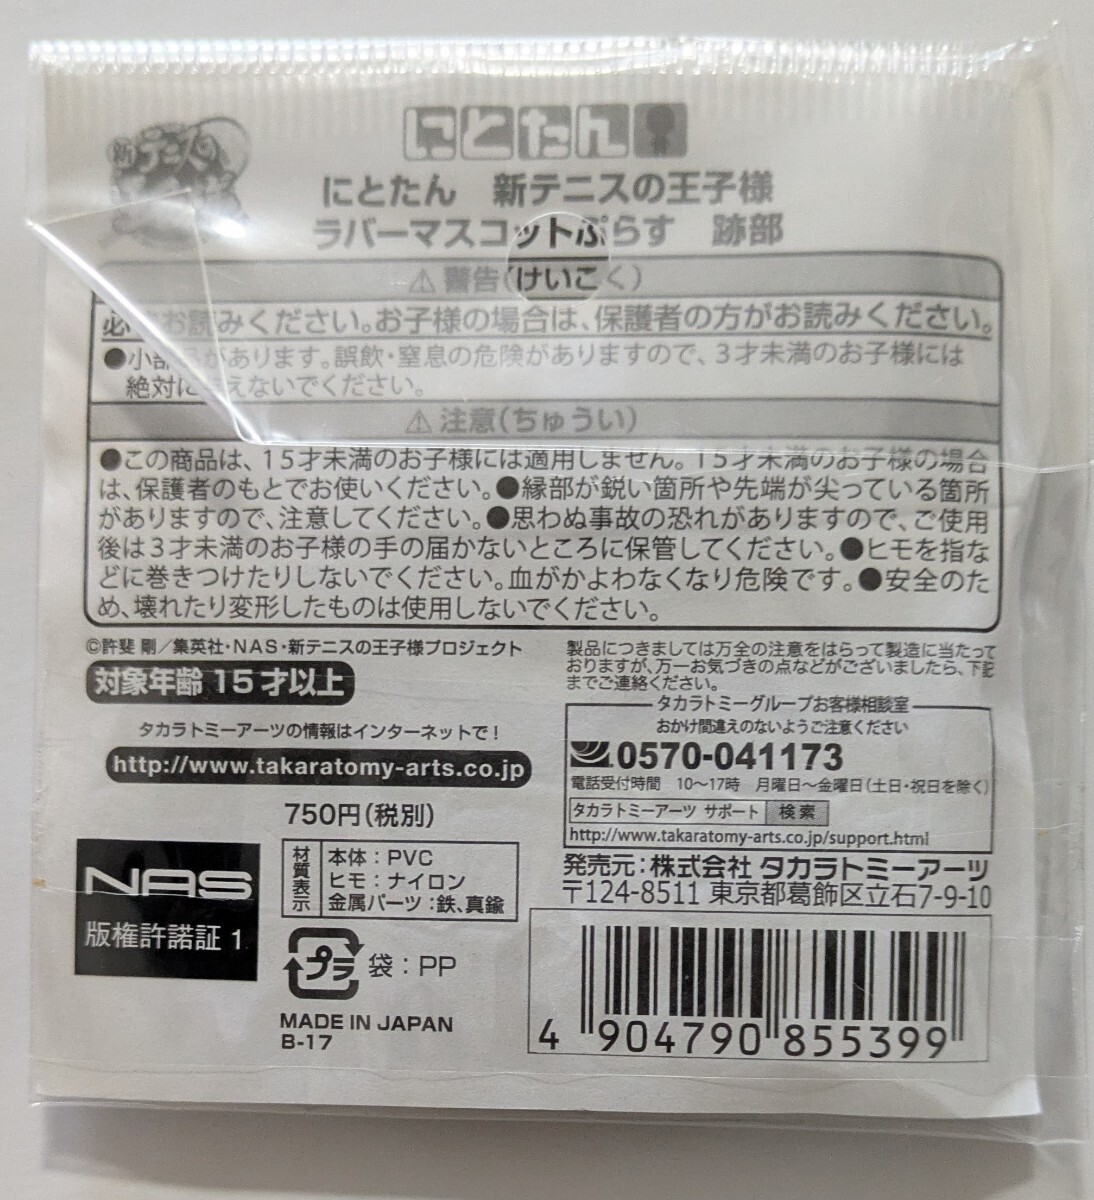 にとたん
新テニスの王子様
にとたん 新テニスの王子様
ラバーマスコットぷらす 跡部
⚠警告(けいこく)
必ずお読みください。お子様の場合は、保護者の方がお読みください。
●小部品があります。誤飲・窒息の危険がありますので、3才未満のお子様には
絶対に与えないでください。
⚠注意(ちゅうい)
●この商品は、15才未満のお子様には適用しません。15才未満のお子様の場合
は、保護者のもとでお使いください。●縁部が鋭い箇所や先端が尖っている箇所
がありますので、注意してください。●思わぬ事故の恐れがありますので、ご使用
後は3才未満のお子様の手の届かないところに保管してください。●ヒモを指な
どに巻きつけたりしないでください。血がかよわなくなり危険です。●安全のた
め、壊れたり変形したものは使用しないでください。
©許斐 剛/集英社・NAS・新テニスの王子様プロジェクト
対象年齢 15才以上
タカラトミーアーツの情報はインターネットで!
http://www.takaratomy-arts.co.jp
750円(税別)
製品につきましては万全の注意をはらって製造に当たって
おりますが、万一お気づきの点などがございましたら、下記
までご連絡ください。
タカラトミーグループお客様相談室
おかけ間違えのないようご注意ください
0570-041173
電話受付時間 10〜17時 月曜日〜金曜日(土日・祝日を除く)
タカラトミーアーツ サポート 検索
http://www.takaratomy-arts.co.jp/support.html
発売元:株式会社 タカラトミーアーツ
〒124-8511 東京都葛飾区立石7-9-10
NAS
版権許諾証 1
材質表示
本体:PVC
ヒモ:ナイロン
金属パーツ:鉄、真鍮
プラ 袋:PP
MADE IN JAPAN
B-17
4 904790 855399